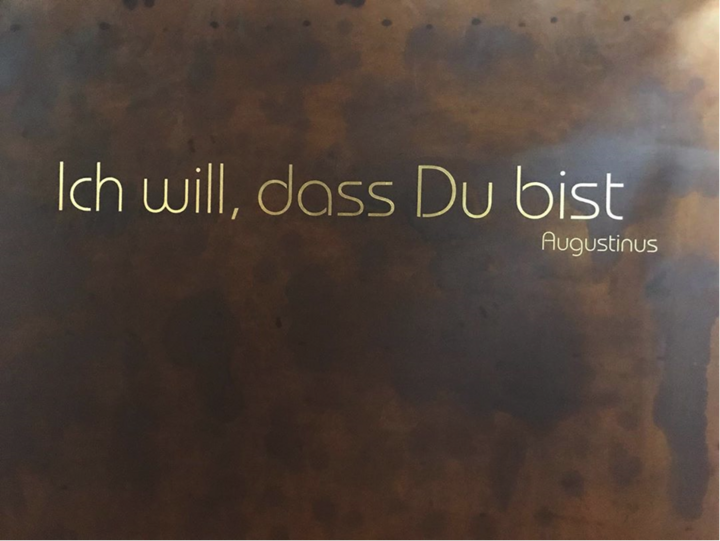 Ich will, dass Du bist
Augustinus